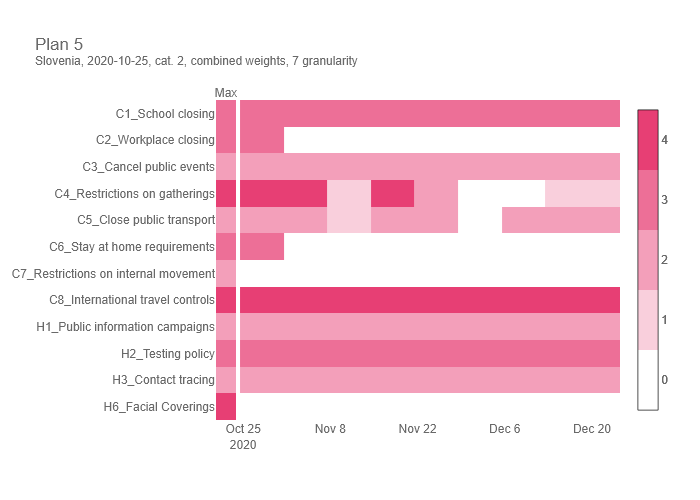 Plan 5
Slovenia, 2020-10-25, cat. 2, combined weights, 7 granularity
Max
C1_School closing
C2_Workplace closing
C3_Cancel public events
C4_Restrictions on gatherings
C5_Close public transport
C6_Stay at home requirements
C7_Restrictions on internal movement
C8_International travel controls
H1_Public information campaigns
H2_Testing policy
H3_Contact tracing
H6_Facial Coverings
Oct 25 Nov 8 Nov 22 Dec 6 Dec 20
2020
4
3
2
1
0